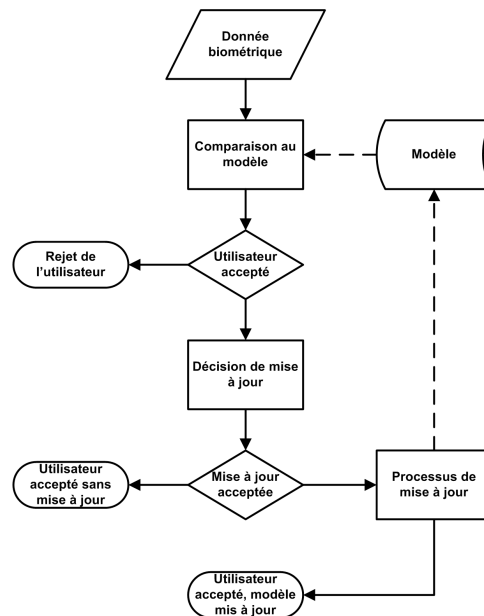 Donnée
biométrique
Comparaison au
modèle
Modèle
Rejet de
l'utilisateur
Utilisateur
accepté
Décision de mise
à jour
Utilisateur
accepté sans
mise à jour
Mise à jour
acceptée
Processus de
mise à jour
Utilisateur
accepté, modèle
mis à jour